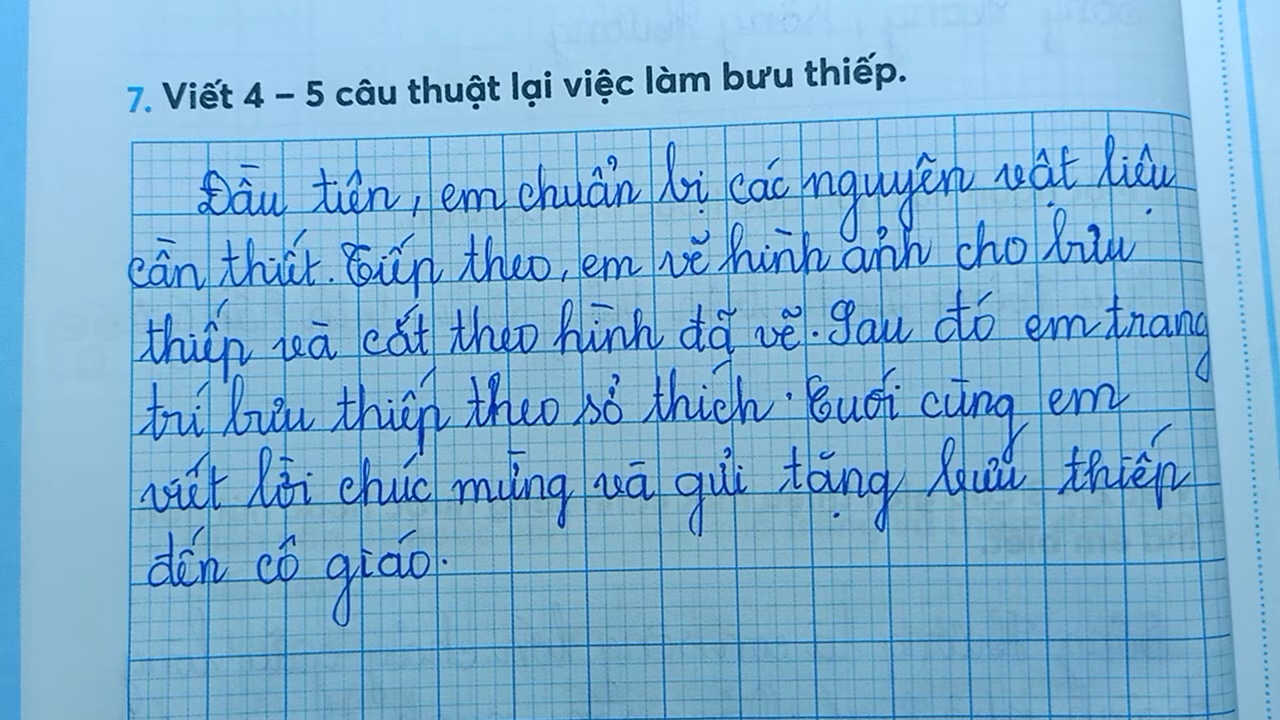 7. Viết 4 – 5 câu thuật lại việc làm bưu thiếp.
Đầu tiên, em chuẩn bị các nguyên vật liệu
cần thiết. Tiếp theo, em vẽ hình ảnh cho bưu
thiếp và cắt theo hình đã vẽ. Sau đó em trang
trí bưu thiếp theo sở thích. Cuối cùng em
viết lời chúc mừng và gửi tặng bưu thiếp
đến cô giáo.